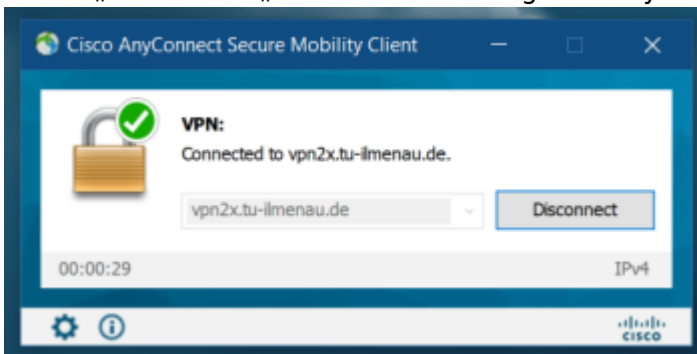 Cisco AnyConnect Secure Mobility Client
VPN:
Connected to vpn2x.tu-ilmenau.de.
vpn2x.tu-ilmenau.de
Disconnect
00:00:29
IPv4
CISCO